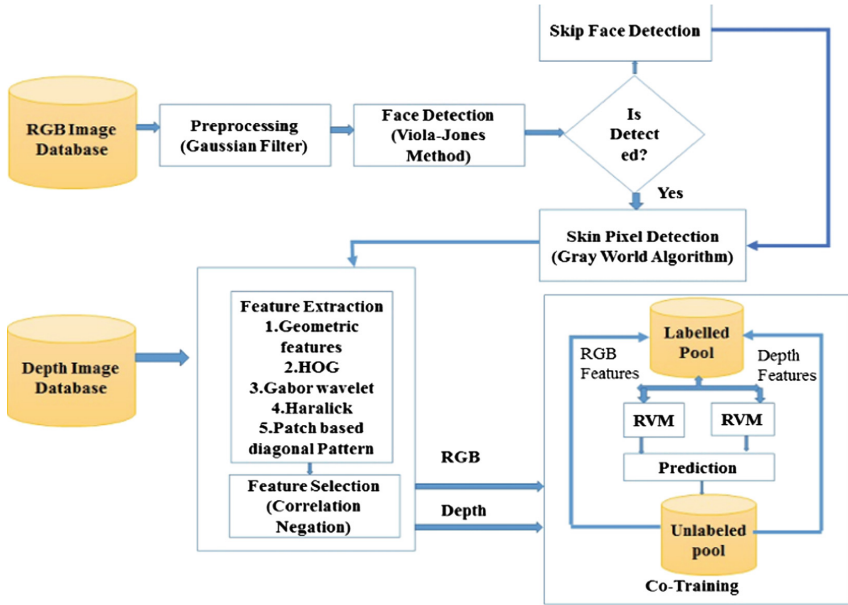 Skip Face Detection
RGB Image
Database
Preprocessing
(Gaussian Filter)
Face Detection
(Viola-Jones
Method)
Is
Detect
ed?
Yes
Skin Pixel Detection
(Gray World Algorithm)
Depth Image
Database
Feature Extraction
1.Geometric
features
2.HOG
3.Gabor wavelet
4.Haralick
5.Patch based
diagonal Pattern
Feature Selection
(Correlation
Negation)
RGB
Depth
Labelled
Pool
RGB
Features
Depth
Features
RVM
RVM
Prediction
Unlabeled
pool
Co-Training